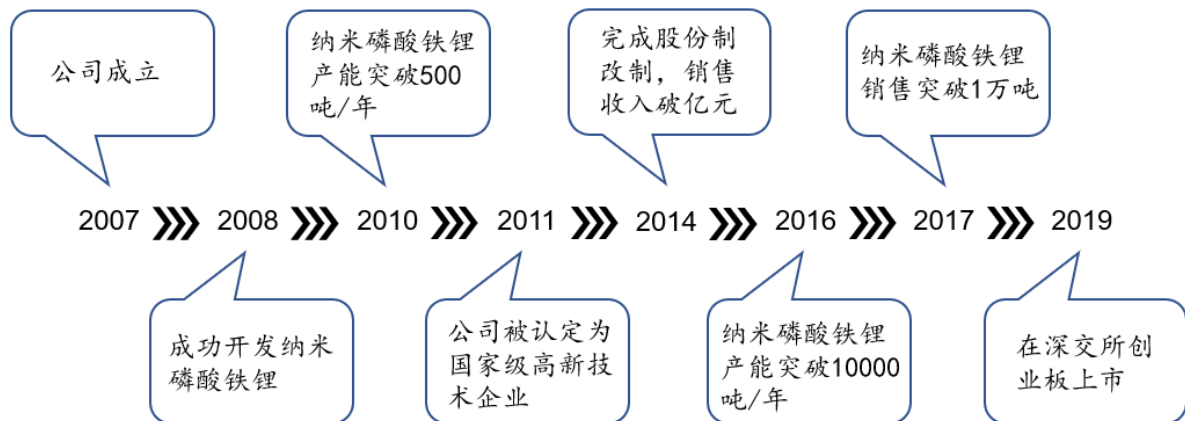 公司成立
纳米磷酸铁锂
产能突破500
吨/年
完成股份制
改制，销售
收入破亿元
纳米磷酸铁锂
销售突破1万吨
2007
2008
2010
2011
2014
2016
2017
2019
成功开发纳米
磷酸铁锂
公司被认定为
国家级高新技
术企业
纳米磷酸铁锂
产能突破10000
吨/年
在深交所创
业板上市